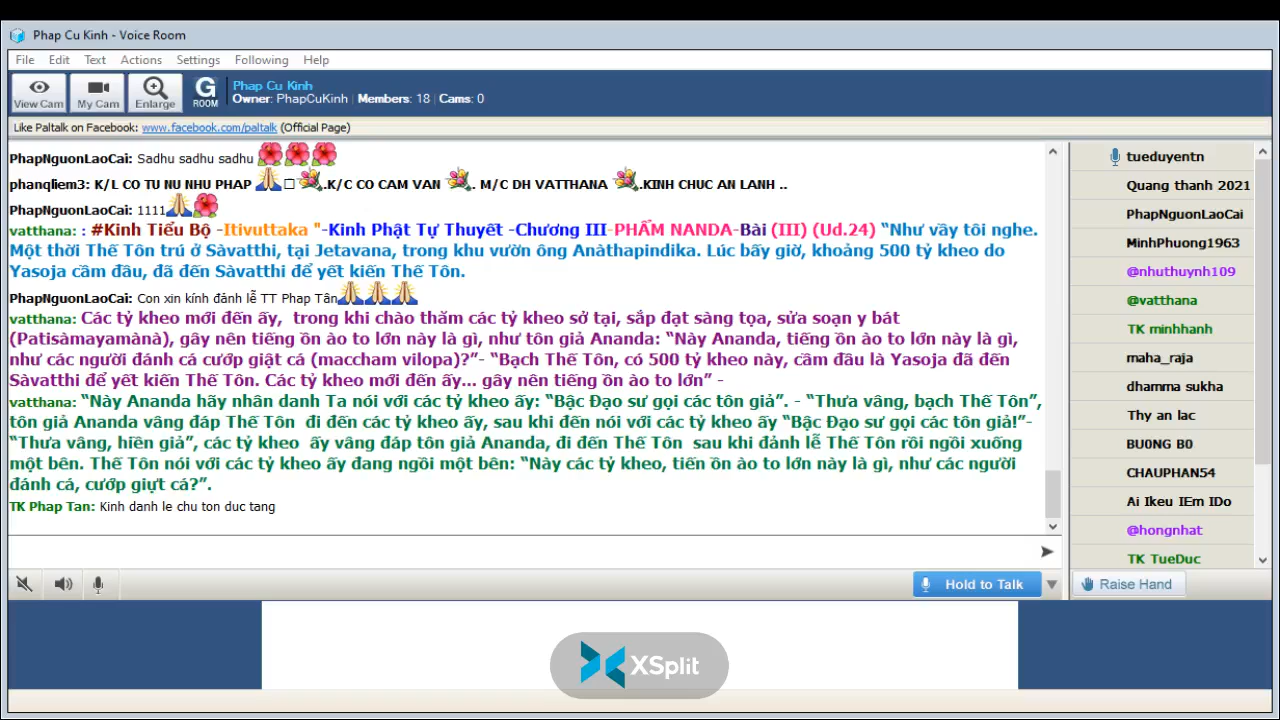 Phap Cu Kinh - Voice Room
File Edit Text Actions Settings Following Help
View Cam My Cam Enlarge G ROOM
Phap Cu Kinh
Owner: PhapCuKinh | Members: 18 | Cams: 0
Like Paltalk on Facebook: www.facebook.com/paltalk (Official Page)
PhapNguonLaoCai: Sadhu sadhu sadhu
phanqliem3: K/L CO TU NU NHU PHAP .K/C CO CAM VAN . M/C DH VATTHANA .KINH CHUC AN LANH ..
PhapNguonLaoCai: 1111
vatthana: : #Kinh Tiểu Bộ -Itivuttaka "-Kinh Phật Tự Thuyết -Chương III-PHẨM NANDA-Bài (III) (Ud.24) “Như vầy tôi nghe.
Một thời Thế Tôn trú ở Sàvatthi, tại Jetavana, trong khu vườn ông Anàthapindika. Lúc bấy giờ, khoảng 500 tỷ kheo do
Yasoja cầm đầu, đã đến Sàvatthi để yết kiến Thế Tôn.
PhapNguonLaoCai: Con xin kính đảnh lễ TT Phap Tân
vatthana: Các tỷ kheo mới đến ấy,  trong khi chào thăm các tỷ kheo sở tại, sắp đạt sàng tọa, sửa soạn y bát
(Patisàmayamànà), gây nên tiếng ồn ào to lớn này là gì, như tôn giả Ananda: “Này Ananda, tiếng ồn ào to lớn này là gì,
như các người đánh cá cướp giật cá (maccham vilopa)?”- “Bạch Thế Tôn, có 500 tỷ kheo này, cầm đầu là Yasoja đã đến
Sàvatthi để yết kiến Thế Tôn. Các tỷ kheo mới đến ấy... gây nên tiếng ồn ào to lớn” -
vatthana: “Này Ananda hãy nhân danh Ta nói với các tỷ kheo ấy: “Bậc Đạo sư gọi các tôn giả”. - “Thưa vâng, bạch Thế Tôn”,
tôn giả Ananda vâng đáp Thế Tôn  đi đến các tỷ kheo ấy, sau khi đến nói với các tỷ kheo ấy “Bậc Đạo sư gọi các tôn giả!”-
“Thưa vâng, hiền giả”, các tỷ kheo  ấy vâng đáp tôn giả Ananda, đi đến Thế Tôn  sau khi đảnh lễ Thế Tôn rồi ngồi xuống
một bên. Thế Tôn nói với các tỷ kheo ấy đang ngồi một bên: “Này các tỷ kheo, tiến ồn ào to lớn này là gì, như các người
đánh cá, cướp giựt cá?”.
TK Phap Tan: Kinh danh le chu ton duc tang
tueduyentn
Quang thanh 2021
PhapNguonLaoCai
MinhPhuong1963
@nhuthuynh109
@vatthana
TK minhhanh
maha_raja
dhamma sukha
Thy an lac
BU0NG B0
CHAUPHAN54
Ai Ikeu IEm IDo
@hongnhat
TK TueDuc
Hold to Talk
Raise Hand
XSplit